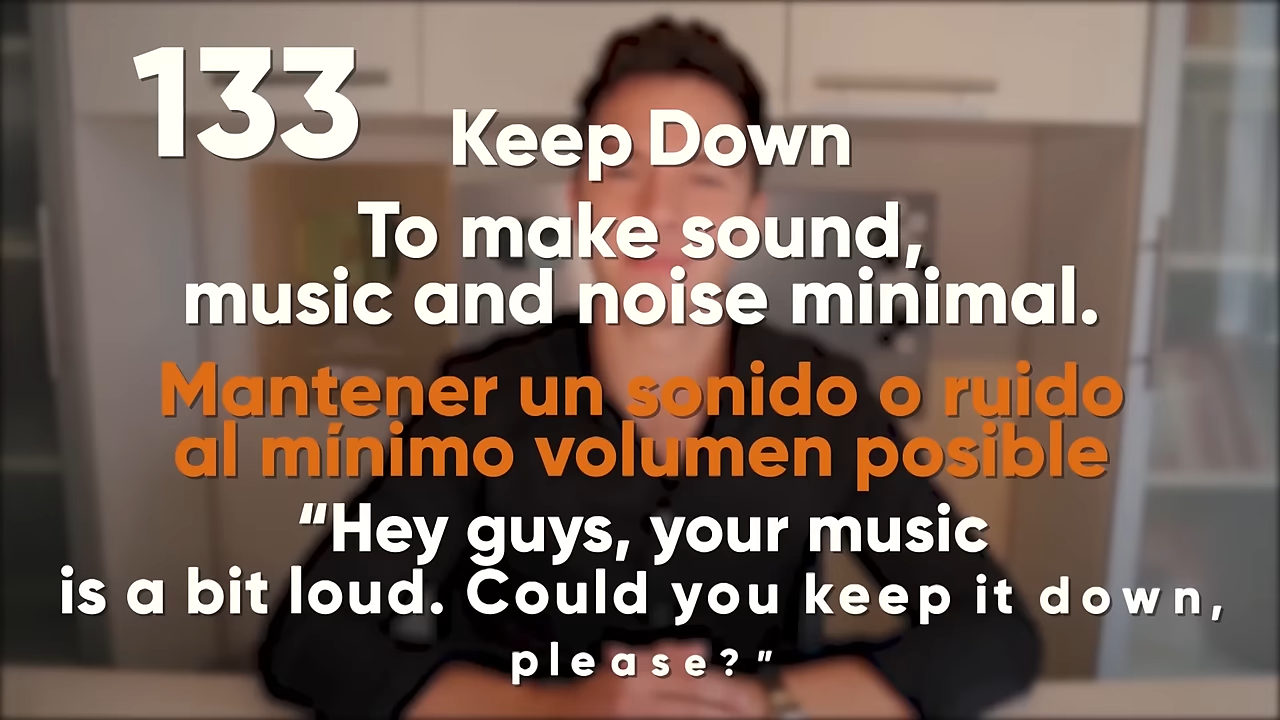 133
Keep Down
To make sound,
music and noise minimal.
Mantener un sonido o ruido
al mínimo volumen posible
“Hey guys, your music
is a bit loud. Could you keep it down,
please?”